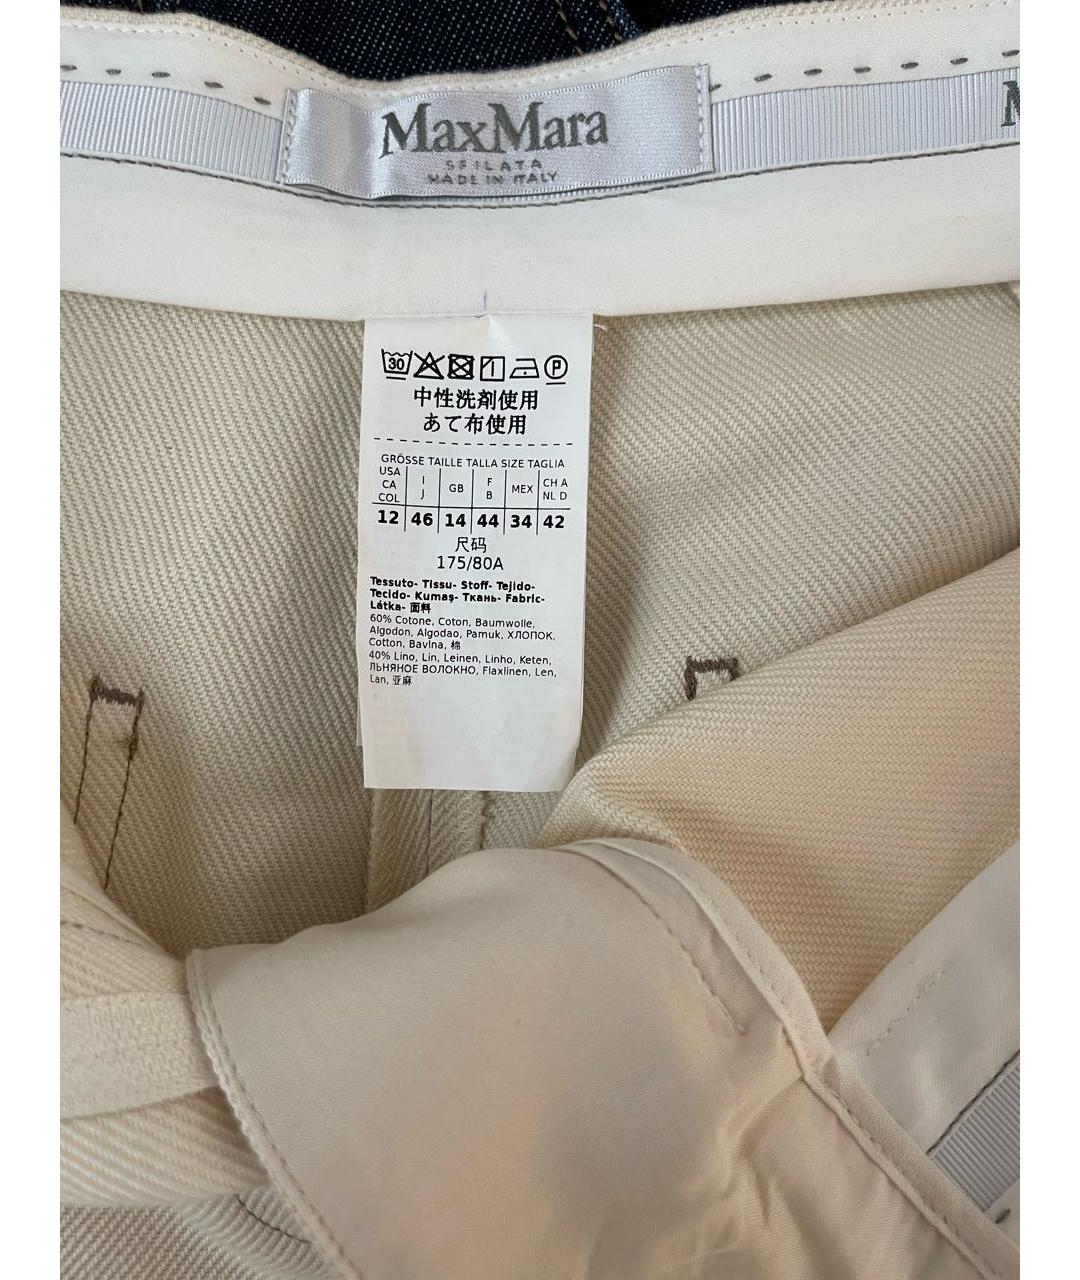 MaxMara
SFILATA
MADE IN ITALY
30
P
中性洗剤使用
あて布使用
GRÖSSE TAILLE TALLA SIZE TAGLIA
USA CA COL I J GB F B MEX CH A NL D
12 46 14 44 34 42
尺码
175/80A
Tessuto- Tissu- Stoff- Tejido-
Tecido- Kumaş- Ткань- Fabric-
Látka- 面料
60% Cotone, Coton, Baumwolle,
Algodon, Algodao, Pamuk, ХЛОПОК,
Cotton, Bavlna, 棉
40% Lino, Lin, Leinen, Linho, Keten,
ЛЬНЯНОЕ ВОЛОКНО, Flaxlinen, Len,
Lan, 亚麻